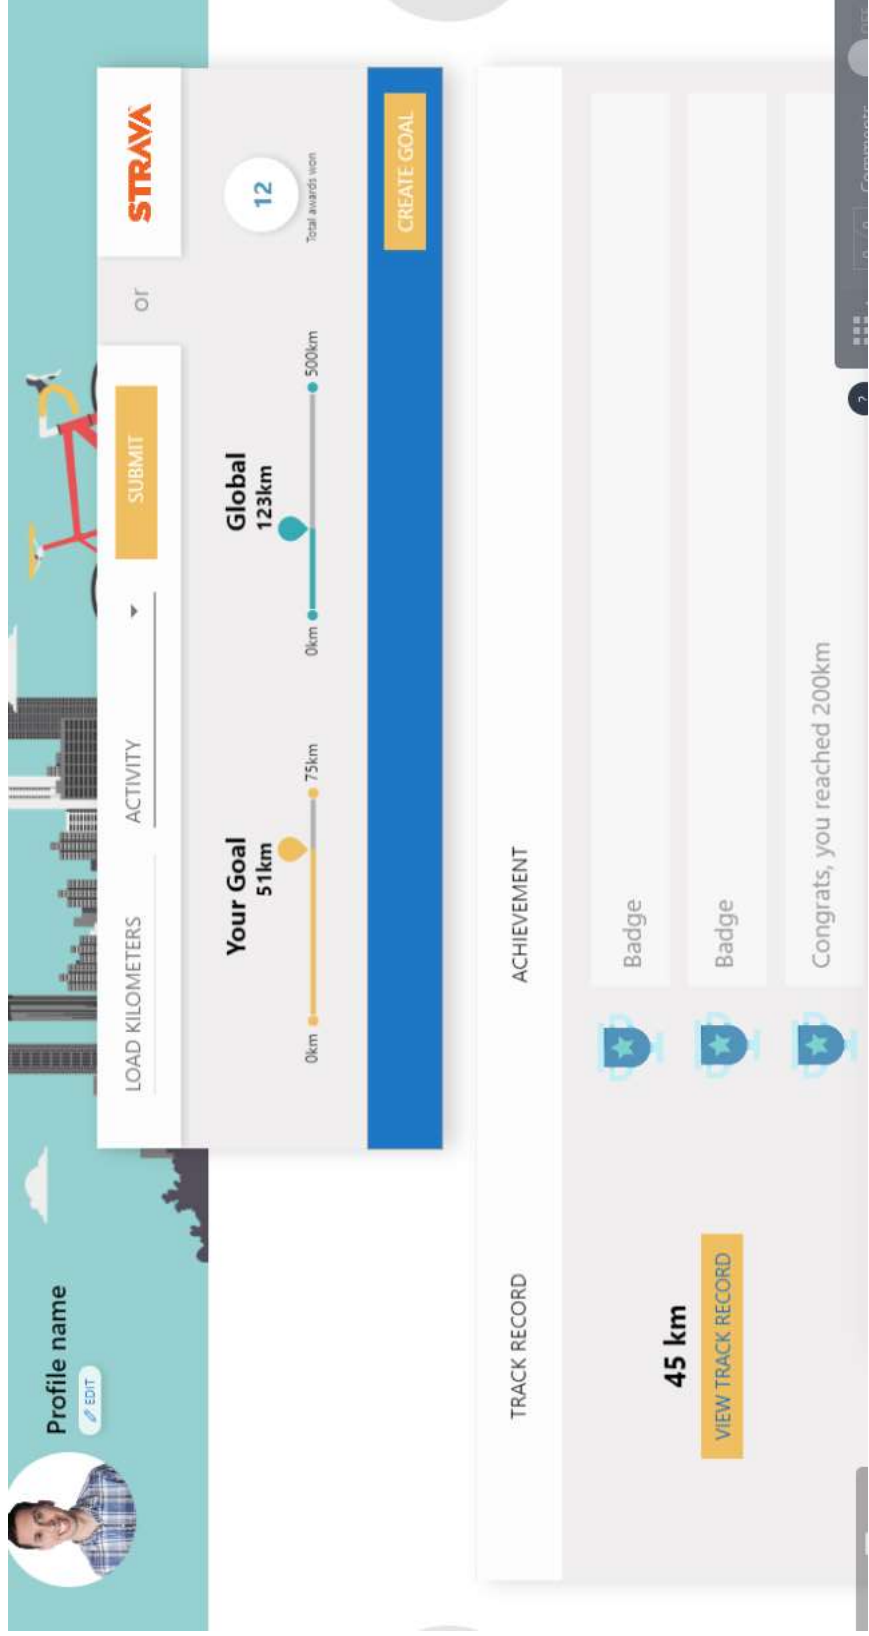 Profile name
EDIT
LOAD KILOMETERS
ACTIVITY
SUBMIT
or
STRAVA
Your Goal
51km
0km
75km
Global
123km
0km
500km
12
Total awards won
CREATE GOAL
TRACK RECORD
ACHIEVEMENT
45 km
VIEW TRACK RECORD
Badge
Badge
Congrats, you reached 200km
?
Comments
OFF